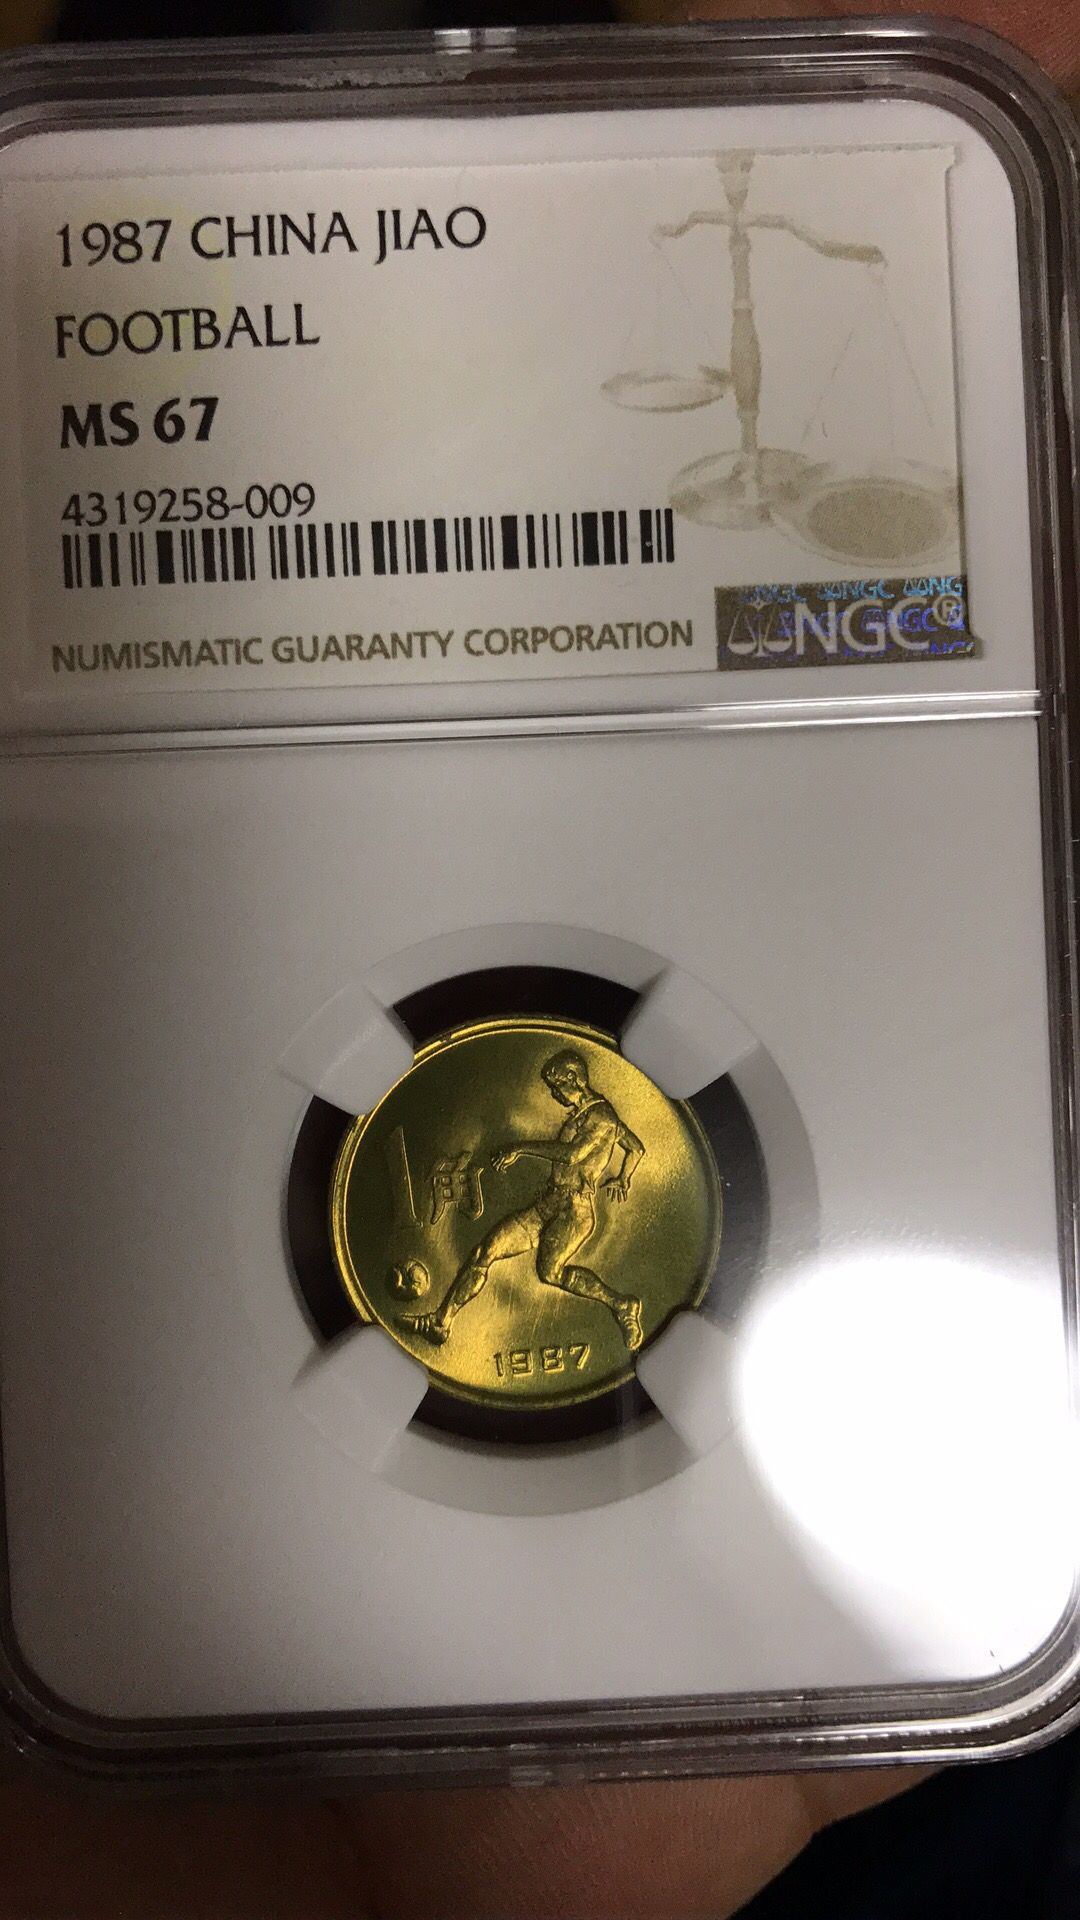 1987 CHINA JIAO
FOOTBALL
MS 67
4319258-009
NUMISMATIC GUARANTY CORPORATION
NGC®
1角
1987